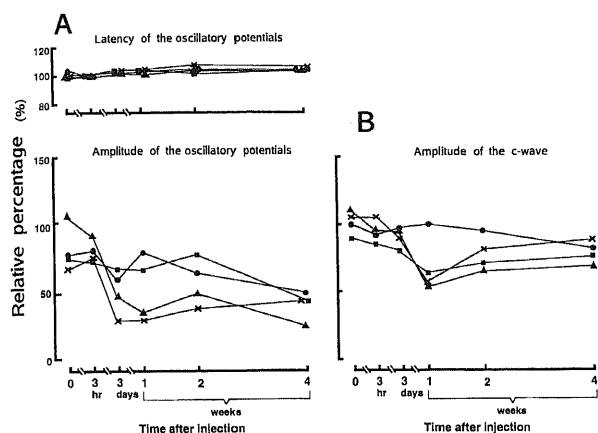 A
Latency of the oscillatory potentials
120
100
80
(%)
B
Amplitude of the oscillatory potentials
Amplitude of the c-wave
Relative percentage
150
100
50
0
0 3 3 1 2 4
hr days
weeks
Time after injection
0 3 3 1 2 4
hr days
weeks
Time after injection